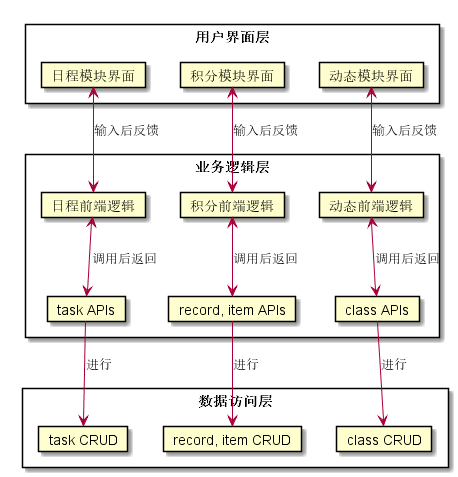 用户界面层
日程模块界面
积分模块界面
动态模块界面
输入后反馈
输入后反馈
输入后反馈
业务逻辑层
日程前端逻辑
积分前端逻辑
动态前端逻辑
调用后返回
调用后返回
调用后返回
task APIs
record, item APIs
class APIs
进行
进行
进行
数据访问层
task CRUD
record, item CRUD
class CRUD